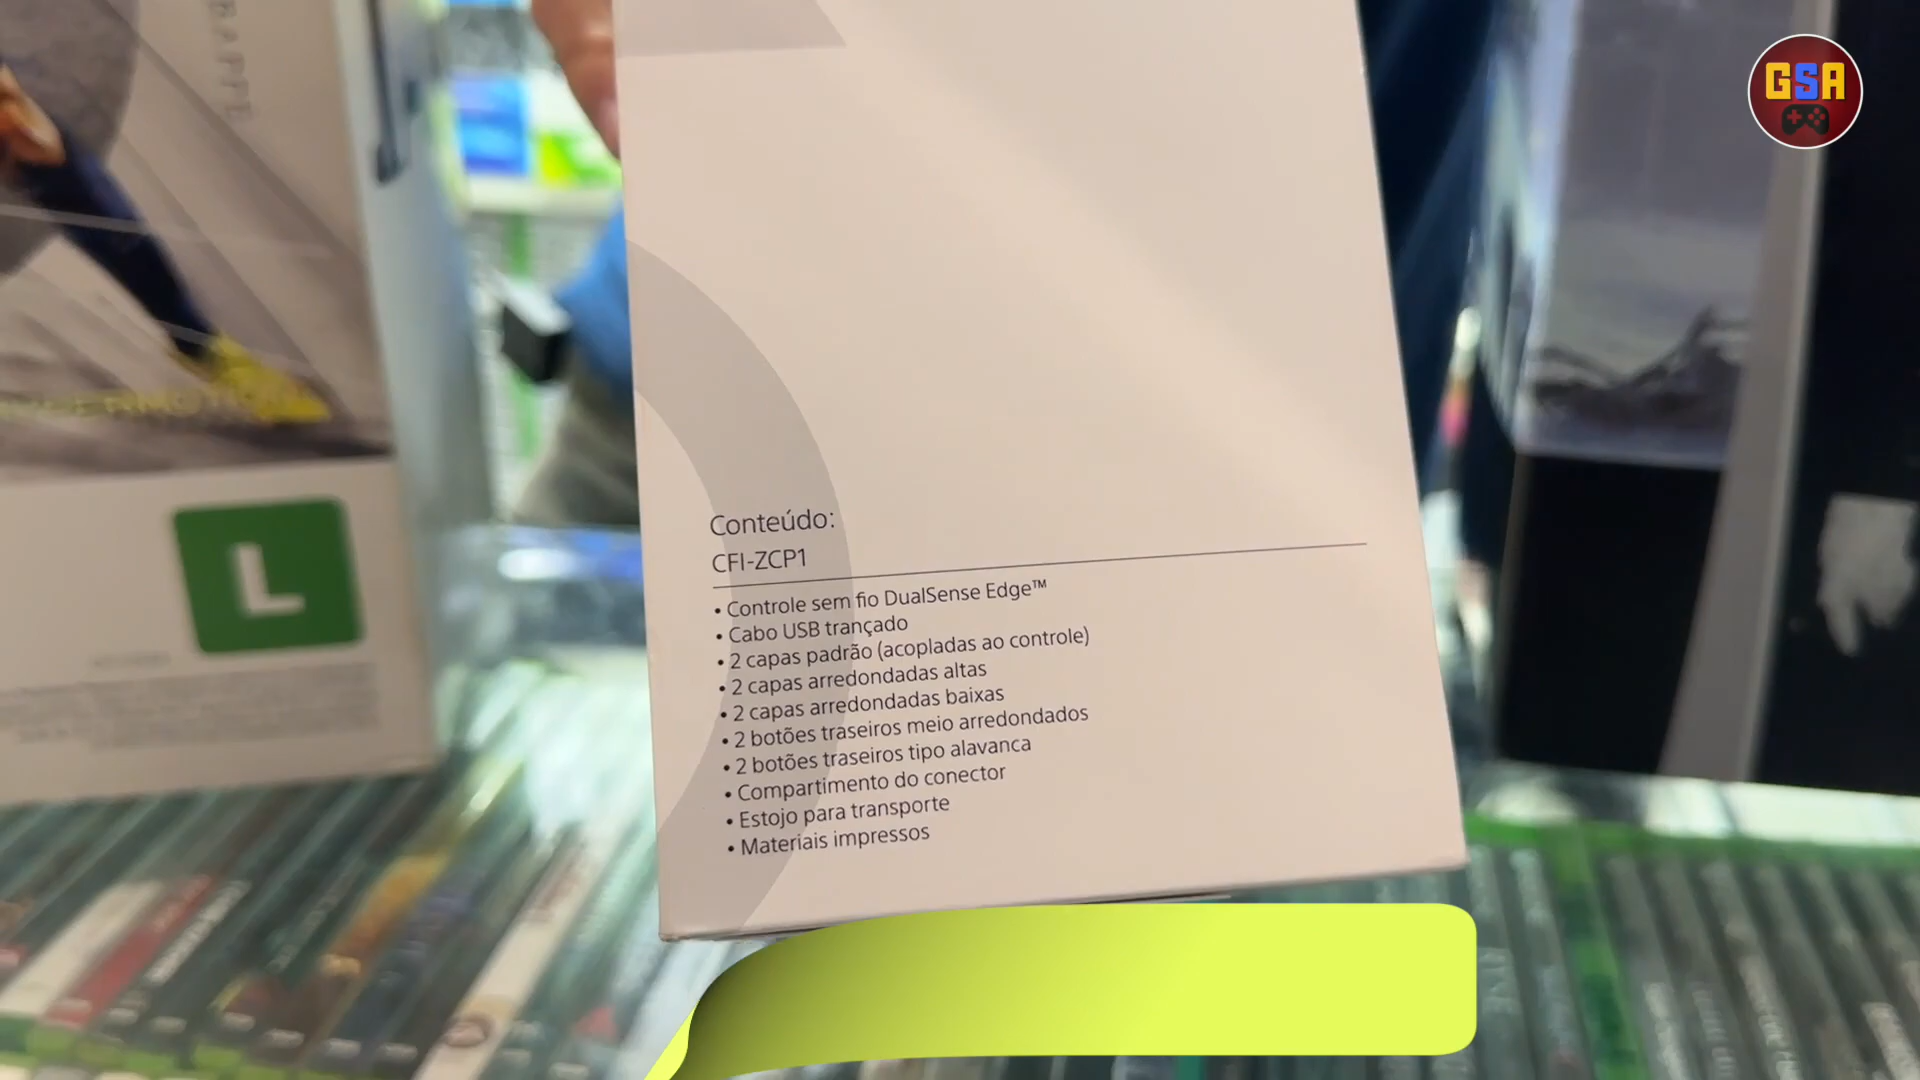 GSA
L
Conteúdo:
CFI-ZCP1
• Controle sem fio DualSense Edge™
• Cabo USB trançado
• 2 capas padrão (acopladas ao controle)
• 2 capas arredondadas altas
• 2 capas arredondadas baixas
• 2 botões traseiros meio arredondados
• 2 botões traseiros tipo alavanca
• Compartimento do conector
• Estojo para transporte
• Materiais impressos